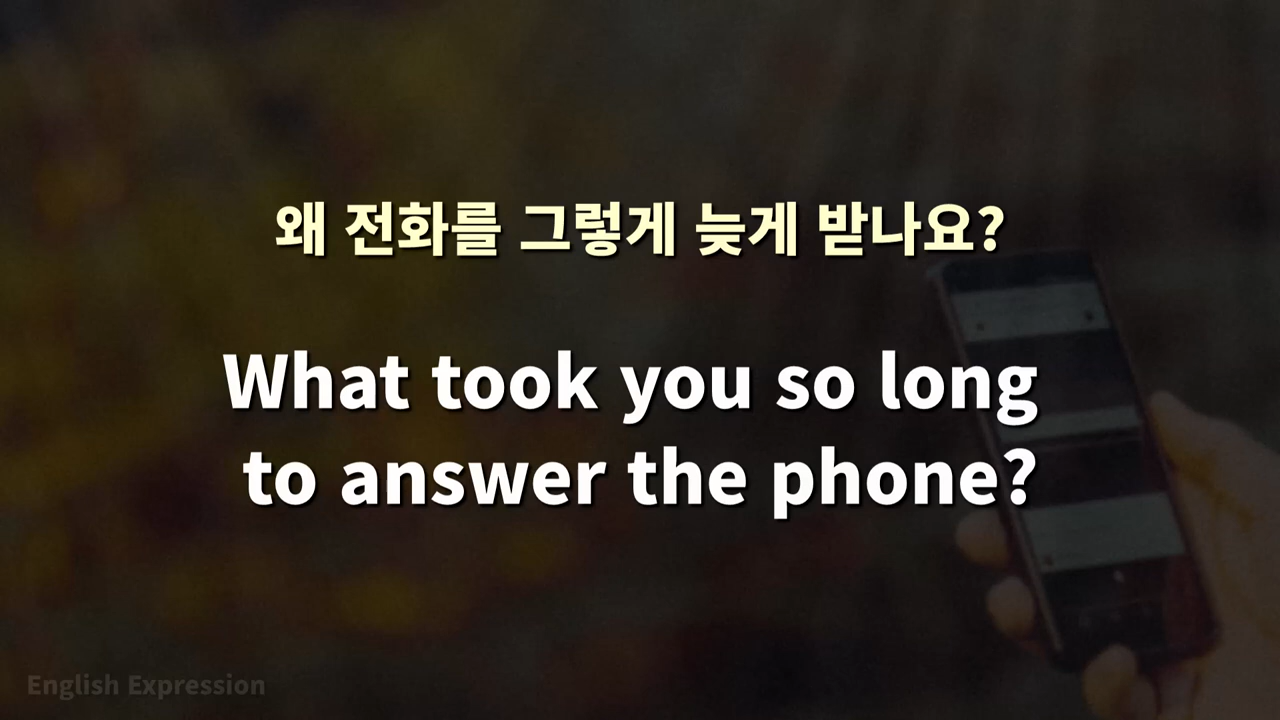 왜 전화를 그렇게 늦게 받나요?
What took you so long
to answer the phone?
English Expression